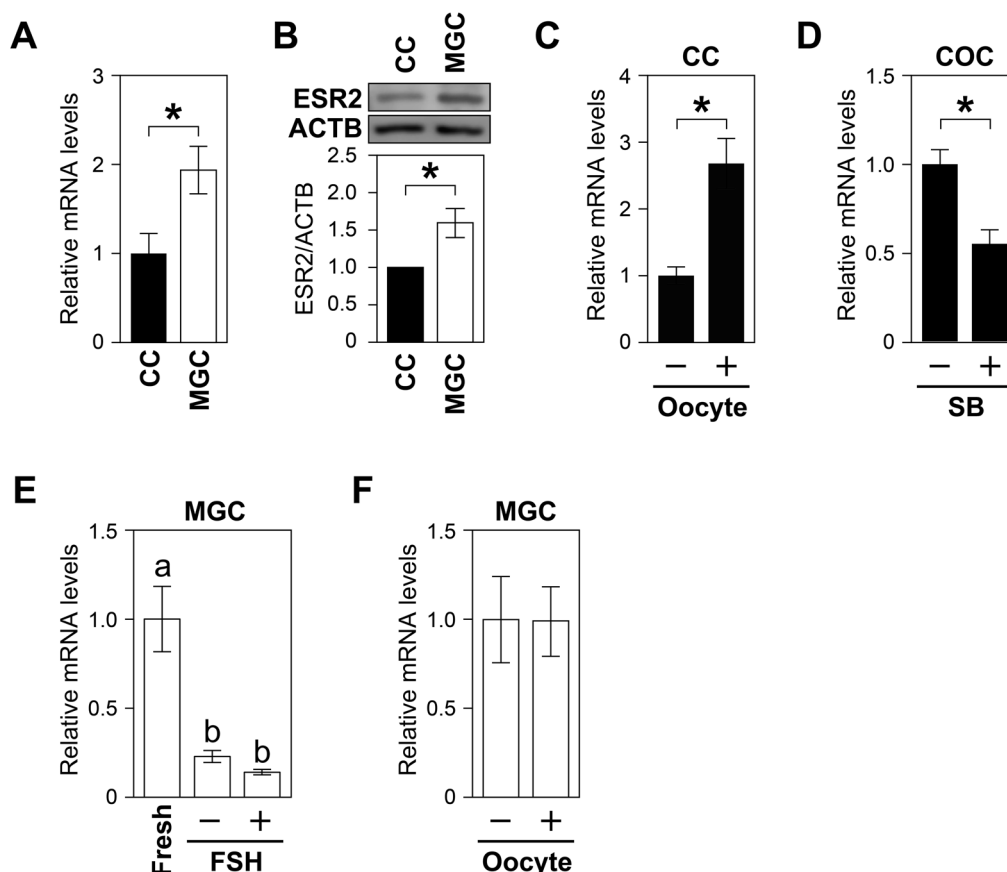 A
Relative mRNA levels
3
2
1
0
*
CC
MGC
B
CC
MGC
ESR2
ACTB
ESR2/ACTB
2.5
2.0
1.5
1.0
0.5
0
*
CC
MGC
C
CC
Relative mRNA levels
4
3
2
1
0
*
− +
Oocyte
D
COC
Relative mRNA levels
1.5
1.0
0.5
0
*
− +
SB
E
MGC
Relative mRNA levels
1.5
1.0
0.5
0
a
b
b
Fresh
− +
FSH
F
MGC
Relative mRNA levels
1.5
1.0
0.5
0
− +
Oocyte